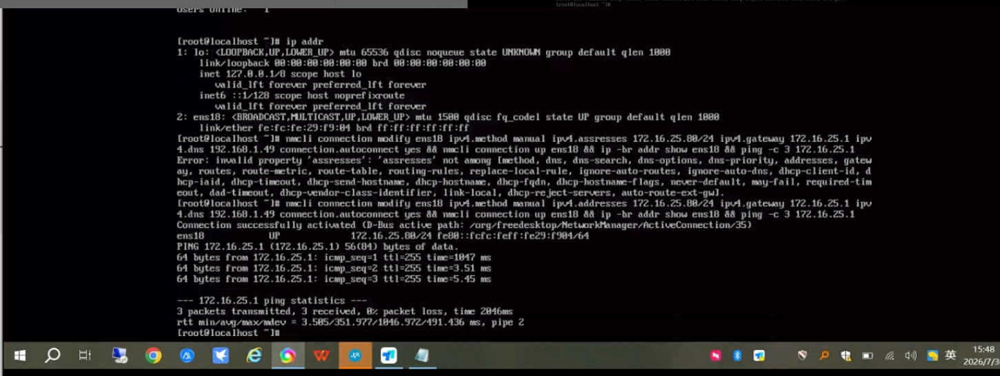 [root@localhost ~]#
Users online: 1
[root@localhost ~]# ip addr
1: lo: <LOOPBACK,UP,LOWER_UP> mtu 65536 qdisc noqueue state UNKNOWN group default qlen 1000
link/loopback 00:00:00:00:00:00 brd 00:00:00:00:00:00
inet 127.0.0.1/8 scope host lo
valid_lft forever preferred_lft forever
inet6 ::1/128 scope host noprefixroute
valid_lft forever preferred_lft forever
2: ens18: <BROADCAST,MULTICAST,UP,LOWER_UP> mtu 1500 qdisc fq_codel state UP group default qlen 1000
link/ether fe:fc:fe:29:f9:04 brd ff:ff:ff:ff:ff:ff
[root@localhost ~]# nmcli connection modify ens18 ipv4.method manual ipv4.assresses 172.16.25.80/24 ipv4.gateway 172.16.25.1 ipv
4.dns 192.168.1.49 connection.autoconnect yes && nmcli connection up ens18 && ip -br addr show ens18 && ping -c 3 172.16.25.1
Error: invalid property 'assresses': 'assresses' not among [method, dns, dns-search, dns-options, dns-priority, addresses, gatew
ay, routes, route-metric, route-table, routing-rules, replace-local-rule, ignore-auto-routes, ignore-auto-dns, dhcp-client-id, d
hcp-iaid, dhcp-timeout, dhcp-send-hostname, dhcp-hostname, dhcp-fqdn, dhcp-hostname-flags, never-default, may-fail, required-tim
eout, dad-timeout, dhcp-vendor-class-identifier, link-local, dhcp-reject-servers, auto-route-ext-gw].
[root@localhost ~]# nmcli connection modify ens18 ipv4.method manual ipv4.addresses 172.16.25.80/24 ipv4.gateway 172.16.25.1 ipv
4.dns 192.168.1.49 connection.autoconnect yes && nmcli connection up ens18 && ip -br addr show ens18 && ping -c 3 172.16.25.1
Connection successfully activated (D-Bus active path: /org/freedesktop/NetworkManager/ActiveConnection/35)
ens18 UP 172.16.25.80/24 fe80::fcfc:feff:fe29:f904/64
PING 172.16.25.1 (172.16.25.1) 56(84) bytes of data.
64 bytes from 172.16.25.1: icmp_seq=1 ttl=255 time=1047 ms
64 bytes from 172.16.25.1: icmp_seq=2 ttl=255 time=3.51 ms
64 bytes from 172.16.25.1: icmp_seq=3 ttl=255 time=5.45 ms
--- 172.16.25.1 ping statistics ---
3 packets transmitted, 3 received, 0% packet loss, time 2046ms
rtt min/avg/max/mdev = 3.505/351.977/1046.972/491.436 ms, pipe 2
[root@localhost ~]#
英
15:48